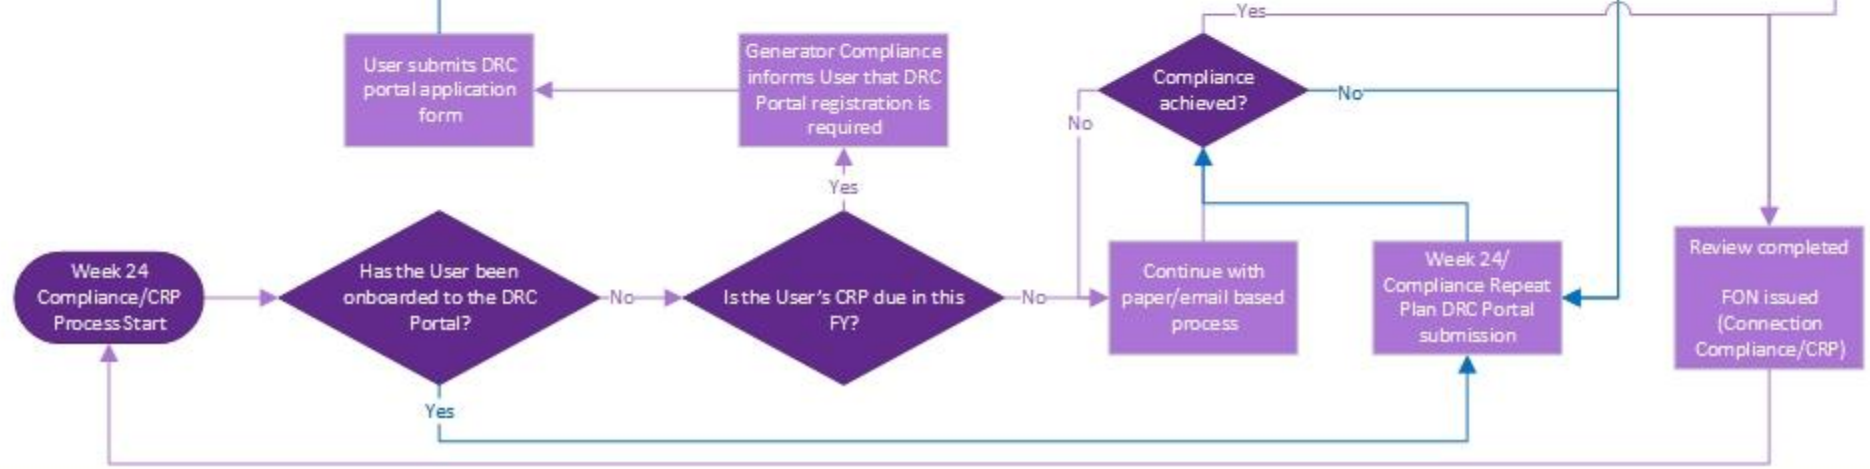 Yes
User submits DRC
portal application
form
Generator Compliance
informs User that DRC
Portal registration is
required
Compliance
achieved?
No
No
Yes
Week 24
Compliance/CRP
Process Start
Has the User been
onboarded to the DRC
Portal?
No
Is the User's CRP due in this
FY?
No
Continue with
paper/email based
process
Week 24/
Compliance Repeat
Plan DRC Portal
submission
Review completed
FON issued
(Connection
Compliance/CRP)
Yes